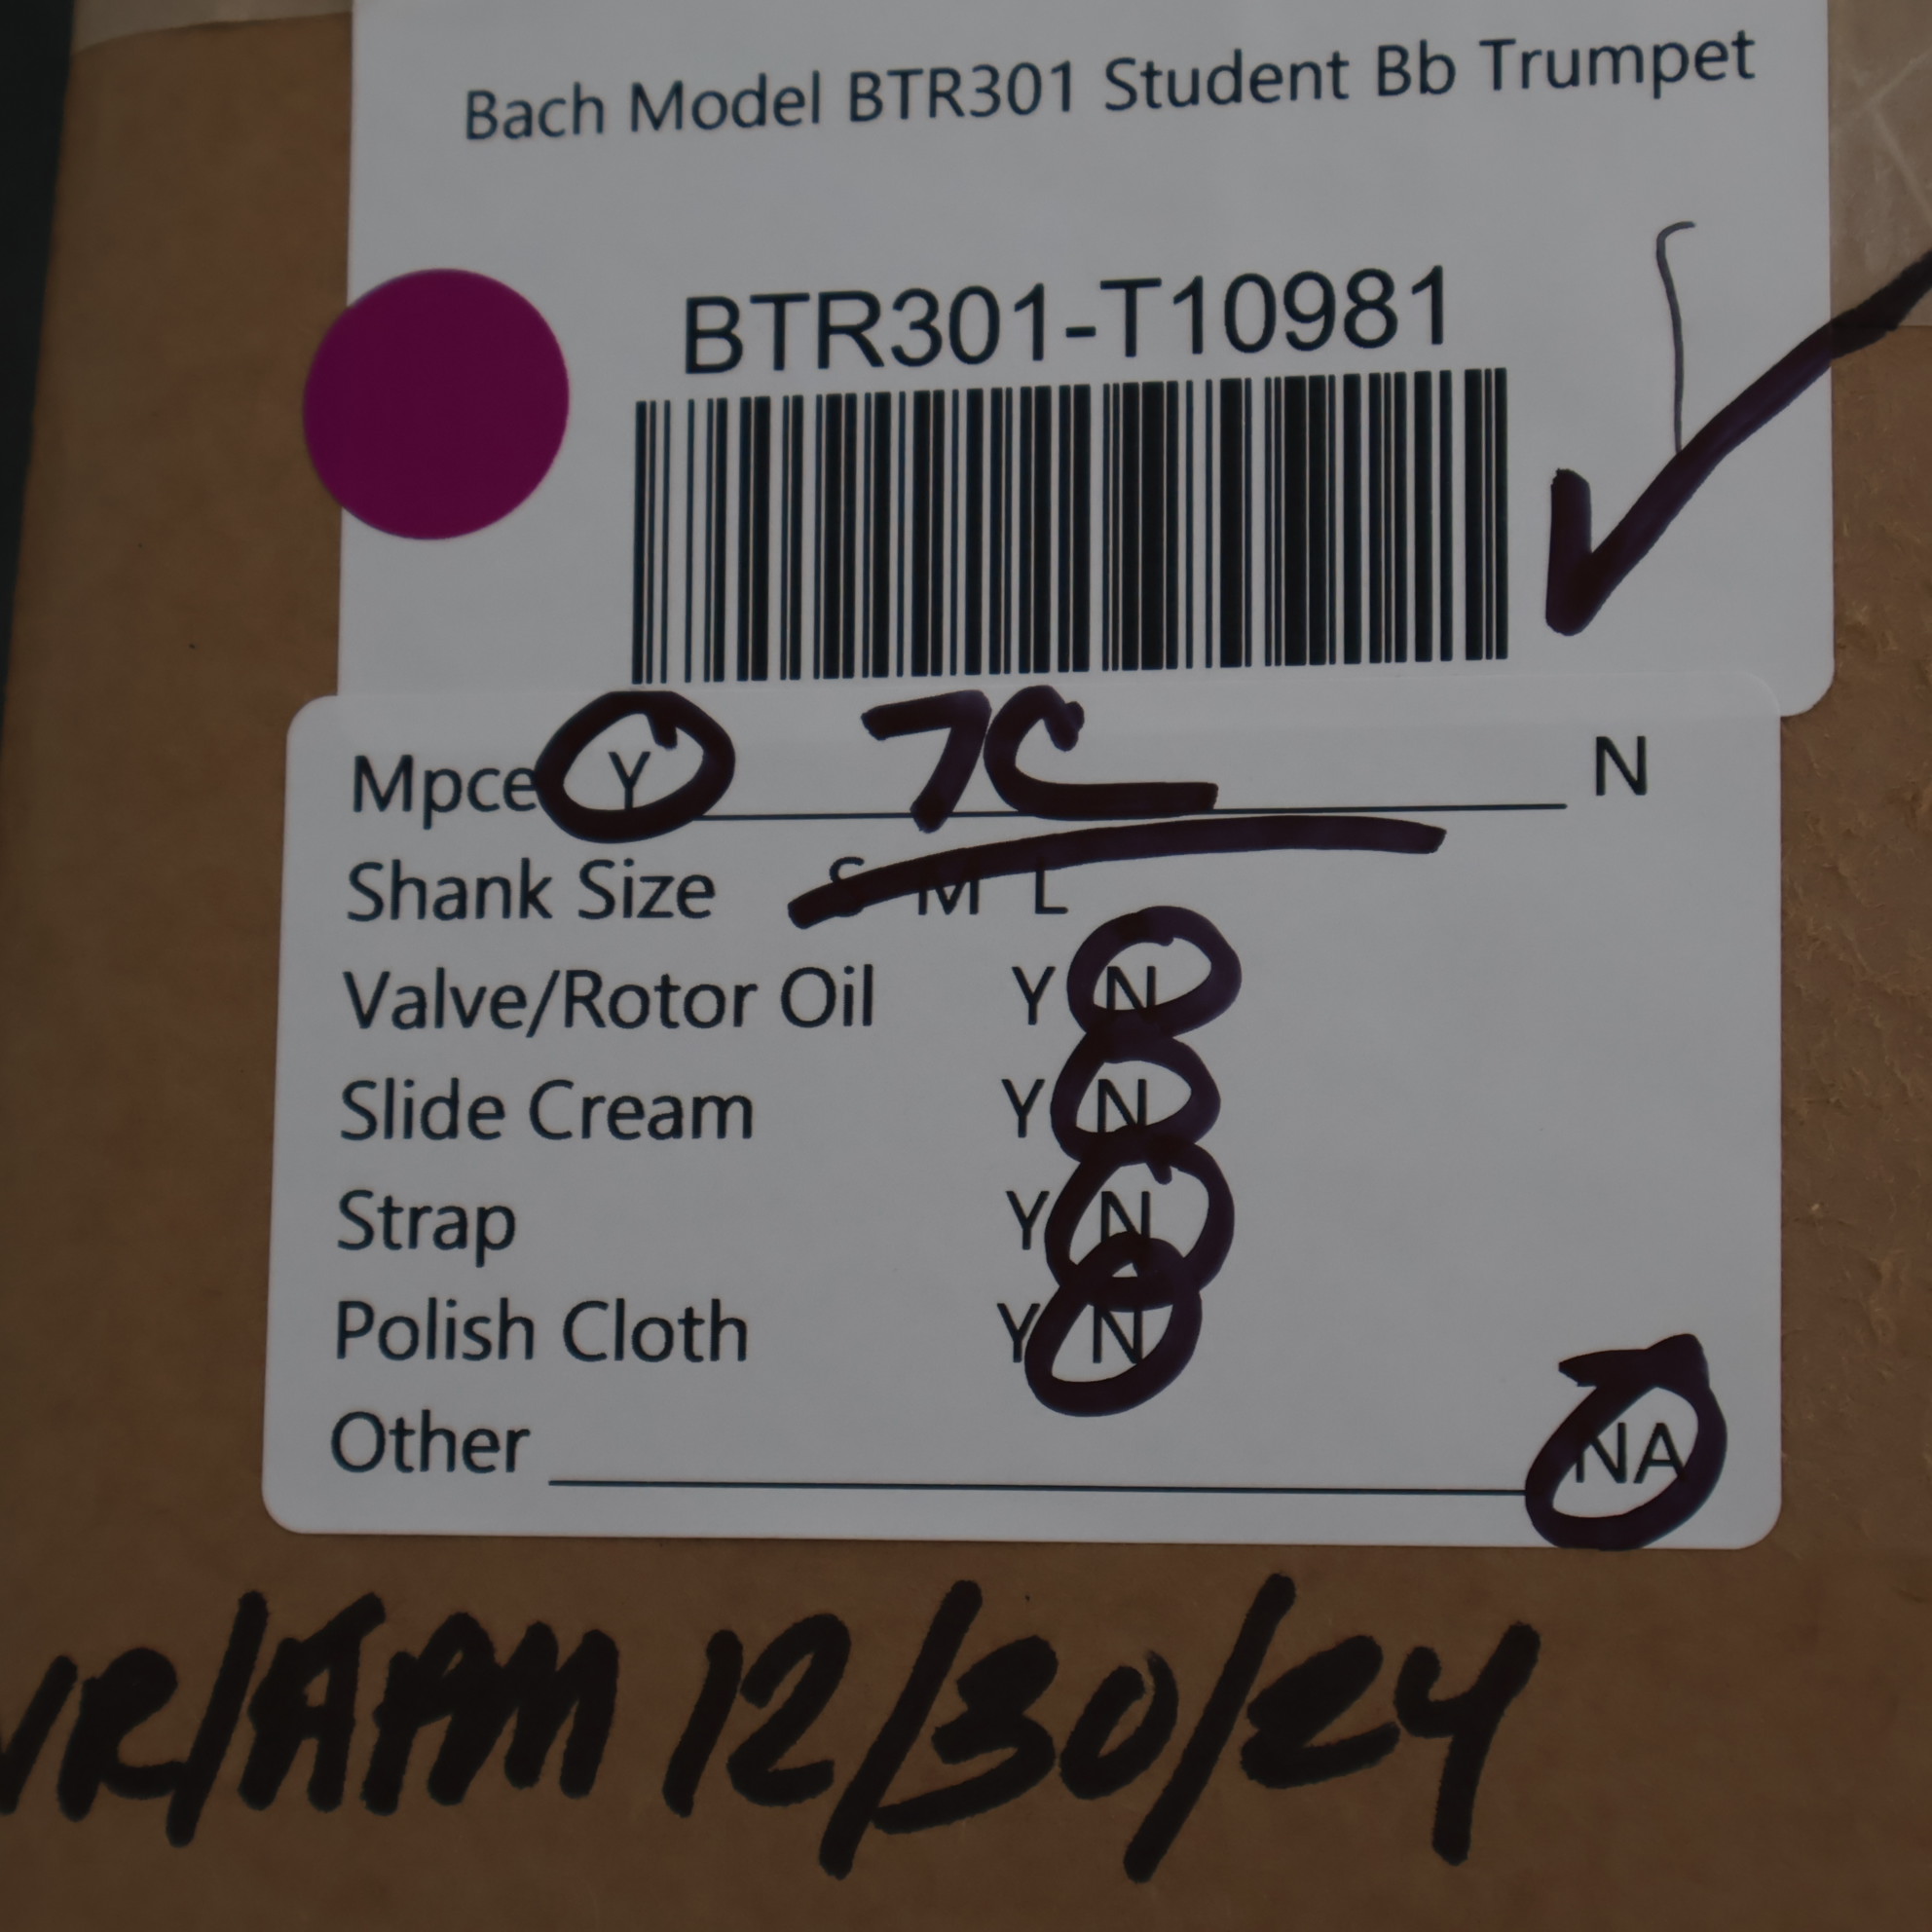 Bach Model BTR301 Student Bb Trumpet
BTR301-T10981
Mpce Y 7C N
Shank Size S M L
Valve/Rotor Oil Y N
Slide Cream Y N
Strap Y N
Polish Cloth Y N
Other NA
12/30/24